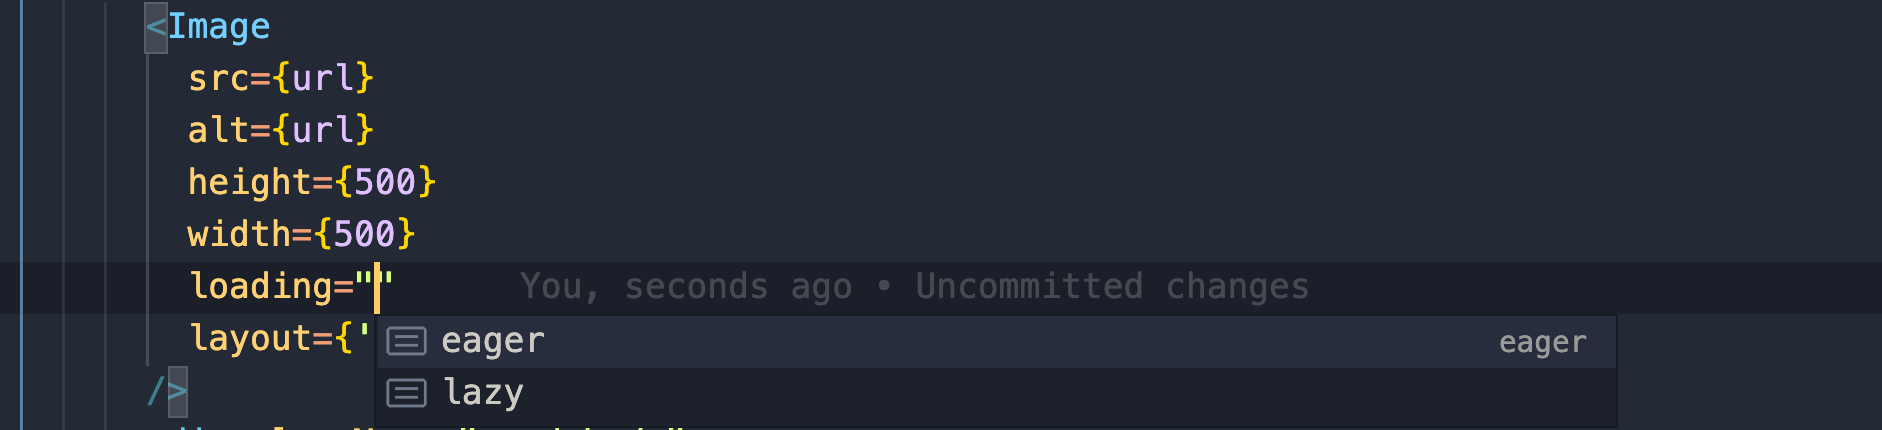 <Image
src={url}
alt={url}
height={500}
width={500}
loading="" You, seconds ago • Uncommitted changes
layout={'
eager eager
lazy
/>